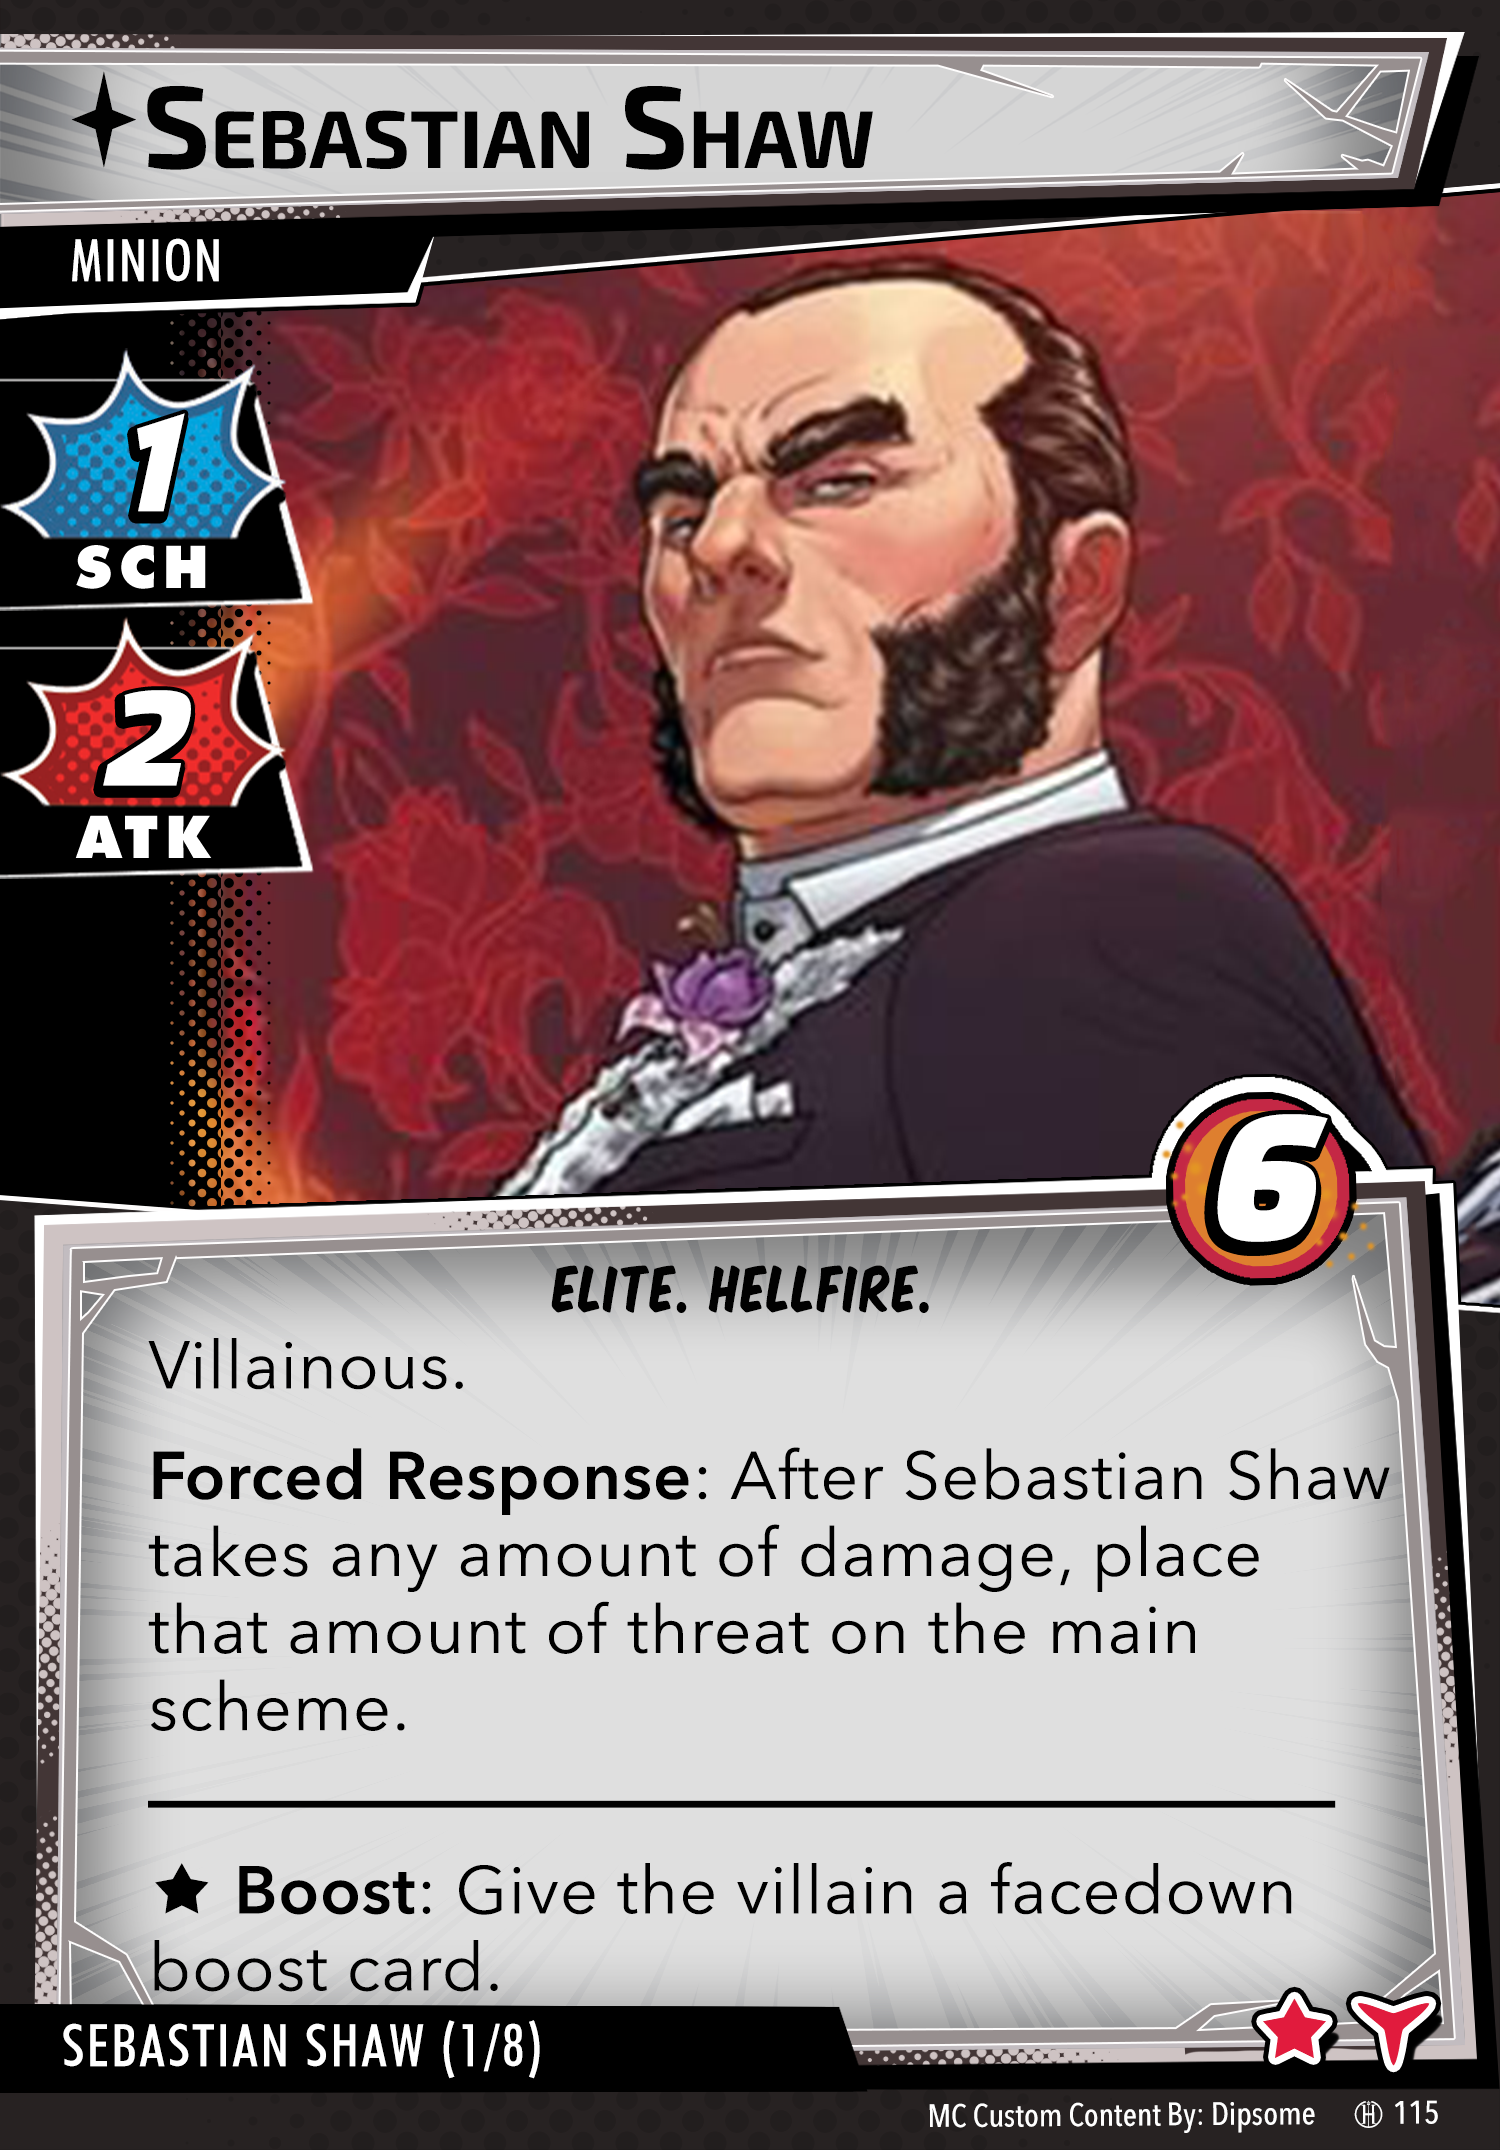 Sebastian Shaw
MINION
1
SCH
2
ATK
6
ELITE. HELLFIRE.
Villainous.
Forced Response: After Sebastian Shaw
takes any amount of damage, place
that amount of threat on the main
scheme.
★ Boost: Give the villain a facedown
boost card.
SEBASTIAN SHAW (1/8)
MC Custom Content By: Dipsome
115